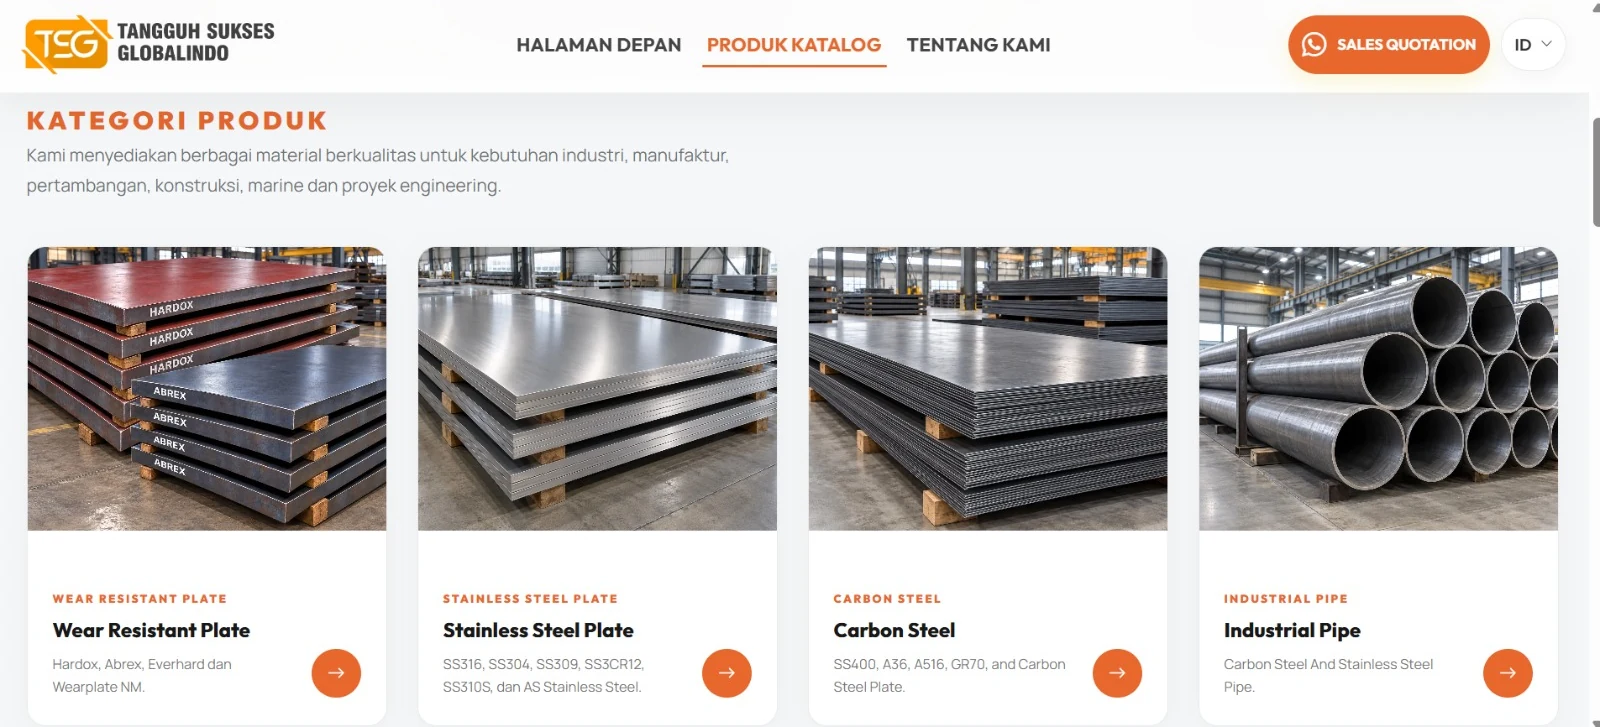 TSG TANGGUH SUKSES
GLOBALINDO
HALAMAN DEPAN
PRODUK KATALOG
TENTANG KAMI
SALES QUOTATION
ID
KATEGORI PRODUK
Kami menyediakan berbagai material berkualitas untuk kebutuhan industri, manufaktur,
pertambangan, konstruksi, marine dan proyek engineering.
HARDOX
HARDOX
HARDOX
ABREX
ABREX
ABREX
ABREX
WEAR RESISTANT PLATE
Wear Resistant Plate
Hardox, Abrex, Everhard dan
Wearplate NM.
STAINLESS STEEL PLATE
Stainless Steel Plate
SS316, SS304, SS309, SS3CR12,
SS310S, dan AS Stainless Steel.
CARBON STEEL
Carbon Steel
SS400, A36, A516, GR70, and Carbon
Steel Plate.
INDUSTRIAL PIPE
Industrial Pipe
Carbon Steel And Stainless Steel
Pipe.